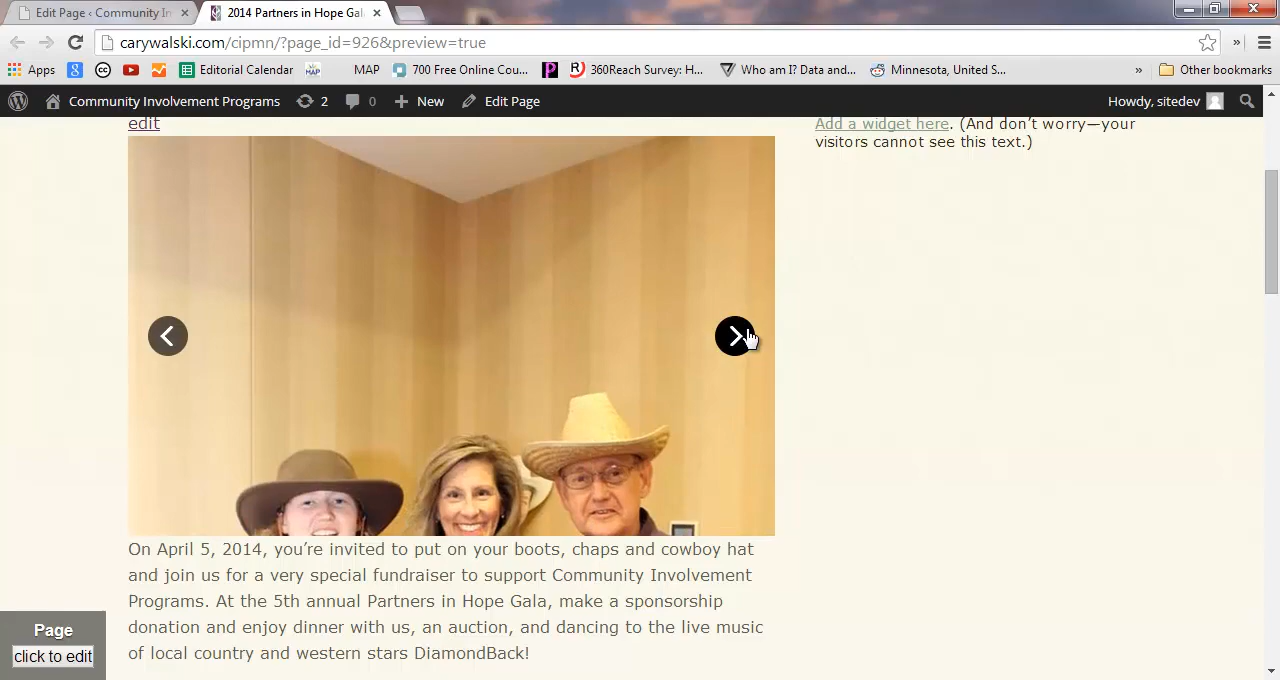 Edit Page ‹ Community In
2014 Partners in Hope Gal
carywalski.com/cipmn/?page_id=926&preview=true
Apps Editorial Calendar MAP 700 Free Online Cou... 360Reach Survey: H... Who am I? Data and... Minnesota, United S... » Other bookmarks
Community Involvement Programs 2 0 New Edit Page Howdy, sitedev
edit
Add a widget here. (And don't worry—your
visitors cannot see this text.)
On April 5, 2014, you're invited to put on your boots, chaps and cowboy hat
and join us for a very special fundraiser to support Community Involvement
Programs. At the 5th annual Partners in Hope Gala, make a sponsorship
donation and enjoy dinner with us, an auction, and dancing to the live music
of local country and western stars DiamondBack!
Page
click to edit